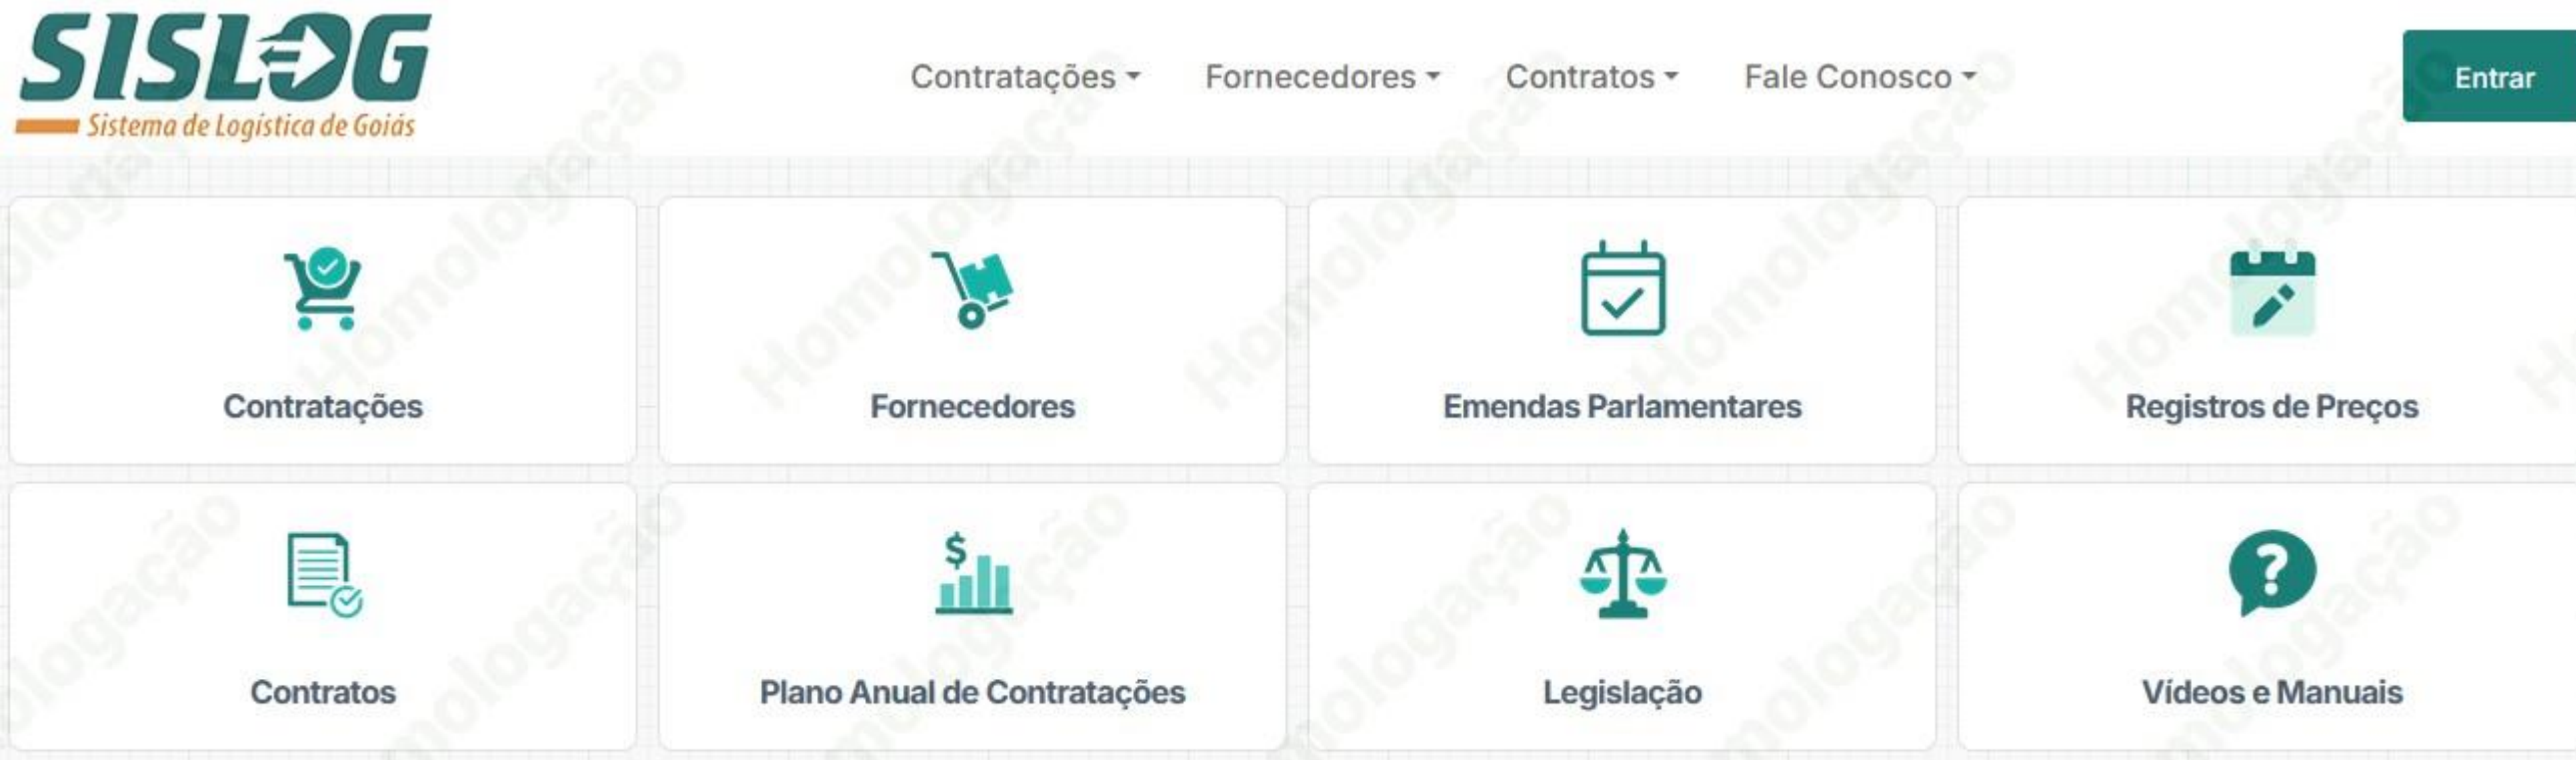 SISLOG
Sistema de Logística de Goiás
Contratações
Fornecedores
Contratos
Fale Conosco
Entrar
Contratações
Fornecedores
Emendas Parlamentares
Registros de Preços
Contratos
$
Plano Anual de Contratações
Legislação
?
Vídeos e Manuais
Homologação